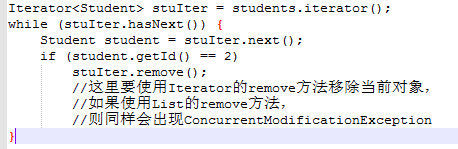 Iterator<Student> stuIter = students.iterator();
while (stuIter.hasNext()) {
    Student student = stuIter.next();
    if (student.getId() == 2)
        stuIter.remove();
        //这里要使用Iterator的remove方法移除当前对象，
        //如果使用List的remove方法，
        //则同样会出现ConcurrentModificationException
}